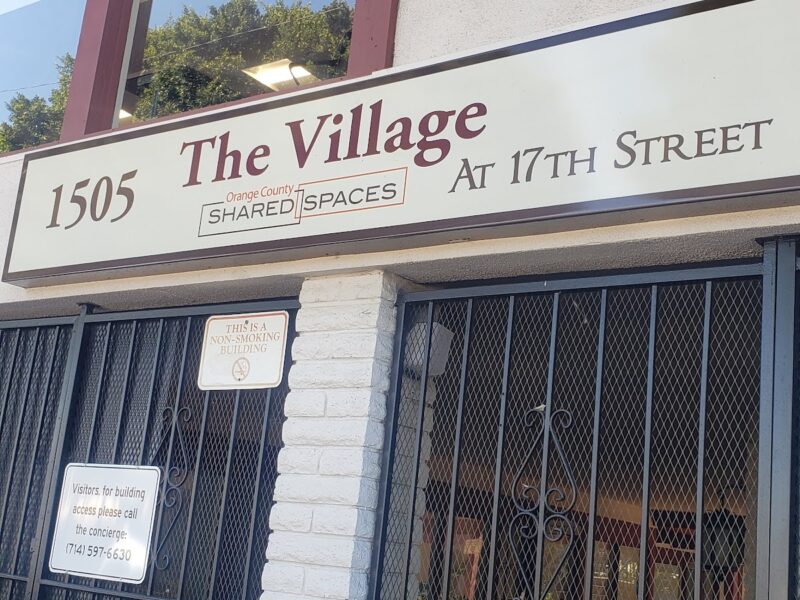 1505
The Village
At 17th Street
Orange County
SHARED SPACES
THIS IS A
NON-SMOKING
BUILDING
Visitors, for building
access please call
the concierge:
(714) 597-6630